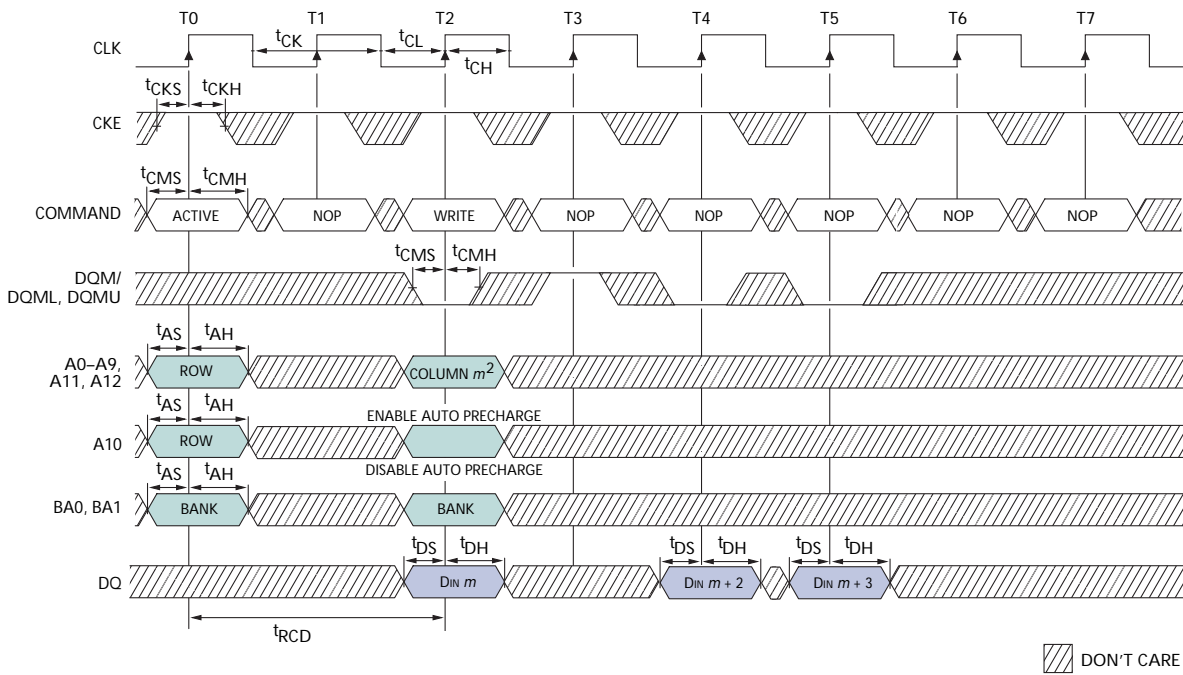 T0 T1 T2 T3 T4 T5 T6 T7
CLK
tCK tCL
tCH
tCKS tCKH
CKE
tCMS tCMH
COMMAND ACTIVE NOP WRITE NOP NOP NOP NOP NOP
tCMS tCMH
DQM/
DQML, DQMU
tAS tAH
A0–A9,
A11, A12
ROW COLUMN m2
tAS tAH ENABLE AUTO PRECHARGE
A10 ROW
DISABLE AUTO PRECHARGE
tAS tAH
BA0, BA1 BANK BANK
tDS tDH tDS tDH tDS tDH
DQ DIN m DIN m + 2 DIN m + 3
tRCD
DON'T CARE